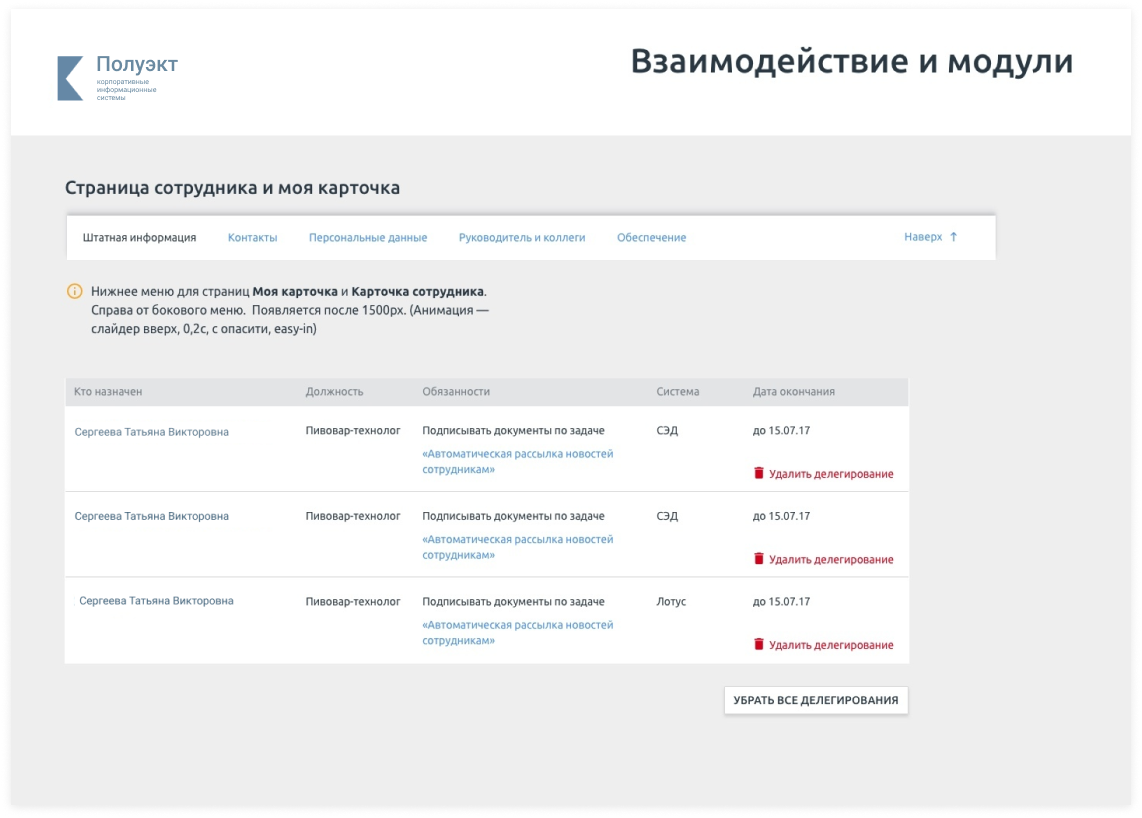 Полуэкт
корпоративные
информационные
системы
Взаимодействие и модули
Страница сотрудника и моя карточка
Штатная информация Контакты Персональные данные Руководитель и коллеги Обеспечение Наверх ↑
Нижнее меню для страниц Моя карточка и Карточка сотрудника.
Справа от бокового меню. Появляется после 1500px. (Анимация —
слайдер вверх, 0,2с, с опасити, easy-in)
Кто назначен Должность Обязанности Система Дата окончания
Сергеева Татьяна Викторовна Пивовар-технолог Подписывать документы по задаче СЭД до 15.07.17
«Автоматическая рассылка новостей
сотрудникам»
Удалить делегирование
Сергеева Татьяна Викторовна Пивовар-технолог Подписывать документы по задаче СЭД до 15.07.17
«Автоматическая рассылка новостей
сотрудникам»
Удалить делегирование
Сергеева Татьяна Викторовна Пивовар-технолог Подписывать документы по задаче Лотус до 15.07.17
«Автоматическая рассылка новостей
сотрудникам»
Удалить делегирование
УБРАТЬ ВСЕ ДЕЛЕГИРОВАНИЯ